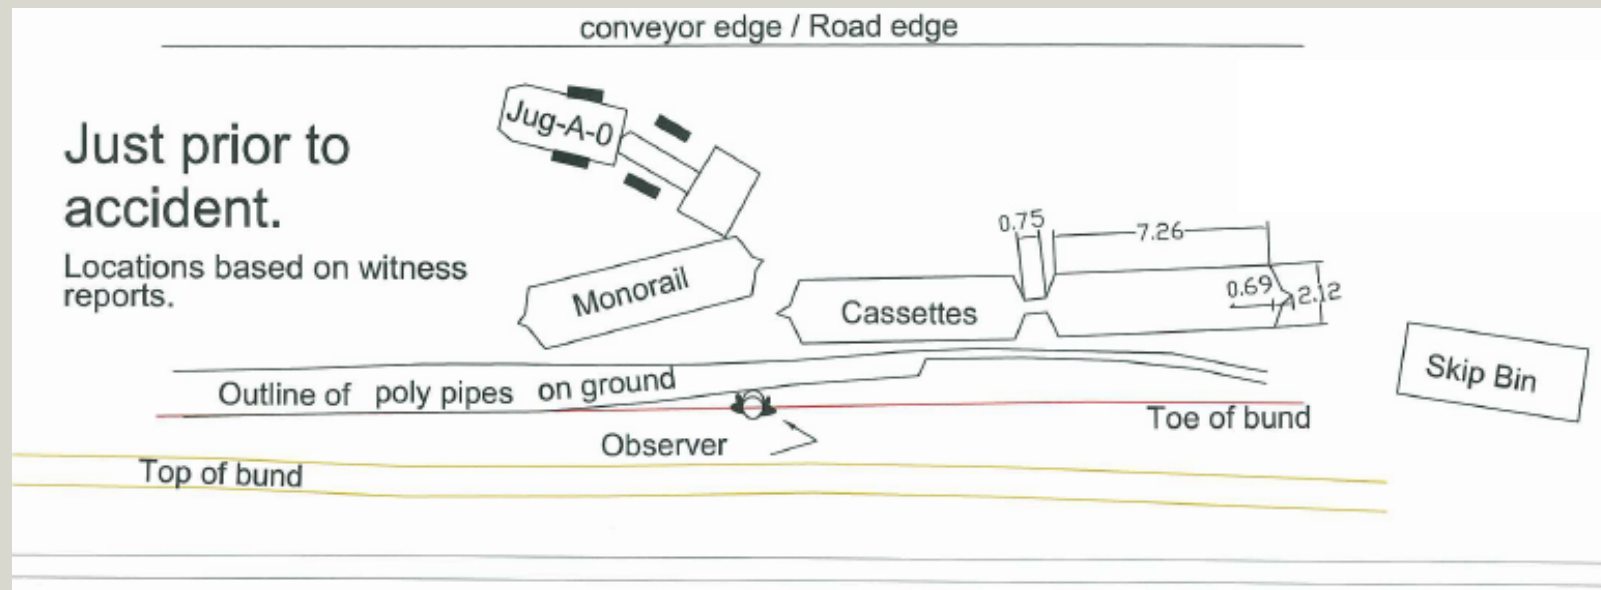 conveyor edge / Road edge
Just prior to
accident.
Locations based on witness
reports.
Jug-A-0
Monorail
Cassettes
0.75
7.26
0.69
2.12
Skip Bin
Outline of poly pipes on ground
Toe of bund
Observer
Top of bund